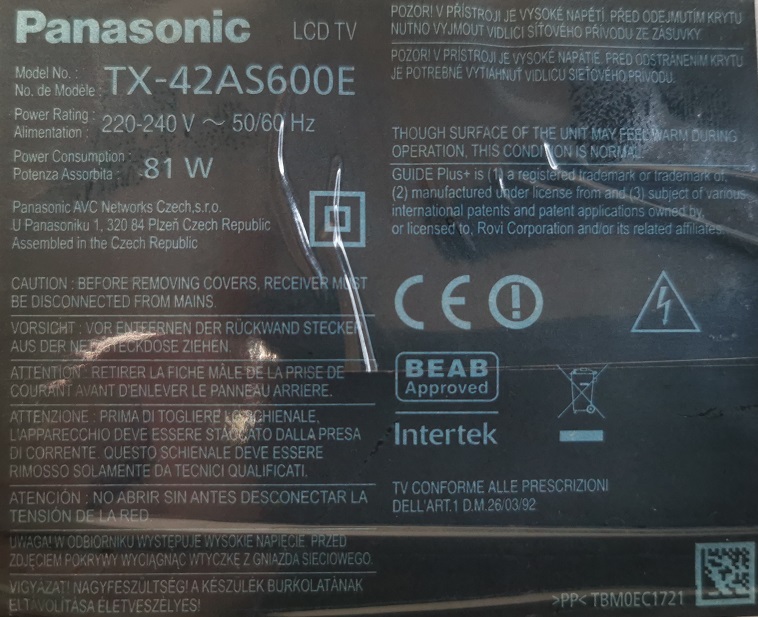 Panasonic LCD TV
Model No. :
No. de Modèle : TX-42AS600E
Power Rating :
Alimentation : 220-240 V ～ 50/60 Hz
Power Consumption :
Potenza Assorbita : 81 W
Panasonic AVC Networks Czech,s.r.o.
U Panasoniku 1, 320 84 Plzeň Czech Republic
Assembled in the Czech Republic
CAUTION : BEFORE REMOVING COVERS, RECEIVER MUST
BE DISCONNECTED FROM MAINS.
VORSICHT : VOR ENTFERNEN DER RÜCKWAND STECKER
AUS DER NETZSTECKDOSE ZIEHEN.
ATTENTION : RETIRER LA FICHE MÂLE DE LA PRISE DE
COURANT AVANT D'ENLEVER LE PANNEAU ARRIERE.
ATTENZIONE : PRIMA DI TOGLIERE LO SCHIENALE,
L'APPARECCHIO DEVE ESSERE STACCATO DALLA PRESA
DI CORRENTE. QUESTO SCHIENALE DEVE ESSERE
RIMOSSO SOLAMENTE DA TECNICI QUALIFICATI.
ATENCIÓN : NO ABRIR SIN ANTES DESCONECTAR LA
TENSIÓN DE LA RED
UWAGA! W ODBIORNIKU WYSTĘPUJE WYSOKIE NAPIĘCIE. PRZED
ZDJĘCIEM POKRYWY WYCIĄGNĄĆ WTYCZKĘ Z GNIAZDA SIECIOWEGO.
VIGYÁZAT! NAGYFESZÜLTSÉG! A KÉSZÜLÉK BURKOLATÁNAK
ELTÁVOLÍTÁSA ÉLETVESZÉLYES!
POZOR! V PŘÍSTROJI JE VYSOKÉ NAPĚTÍ. PŘED ODEJMUTÍM KRYTU
NUTNO VYJMOUT VIDLICI SÍŤOVÉHO PŘÍVODU ZE ZÁSUVKY.
POZOR! V PRÍSTROJI JE VYSOKÉ NAPÄTIE. PRED ODSTRÁNENÍM KRYTU
JE POTREBNÉ VYTIAHNUŤ VIDLICU SIEŤOVÉHO PRÍVODU.
THOUGH SURFACE OF THE UNIT MAY FEEL WARM DURING
OPERATION, THIS CONDITION IS NORMAL.
GUIDE Plus+ is (1) a registered trademark or trademark of,
(2) manufactured under license from and (3) subject of various
international patents and patent applications owned by,
or licensed to, Rovi Corporation and/or its related affiliates.
CE
BEAB
Approved
Intertek
TV CONFORME ALLE PRESCRIZIONI
DELL'ART.1 D.M.26/03/92
>PP< TBM0EC1721